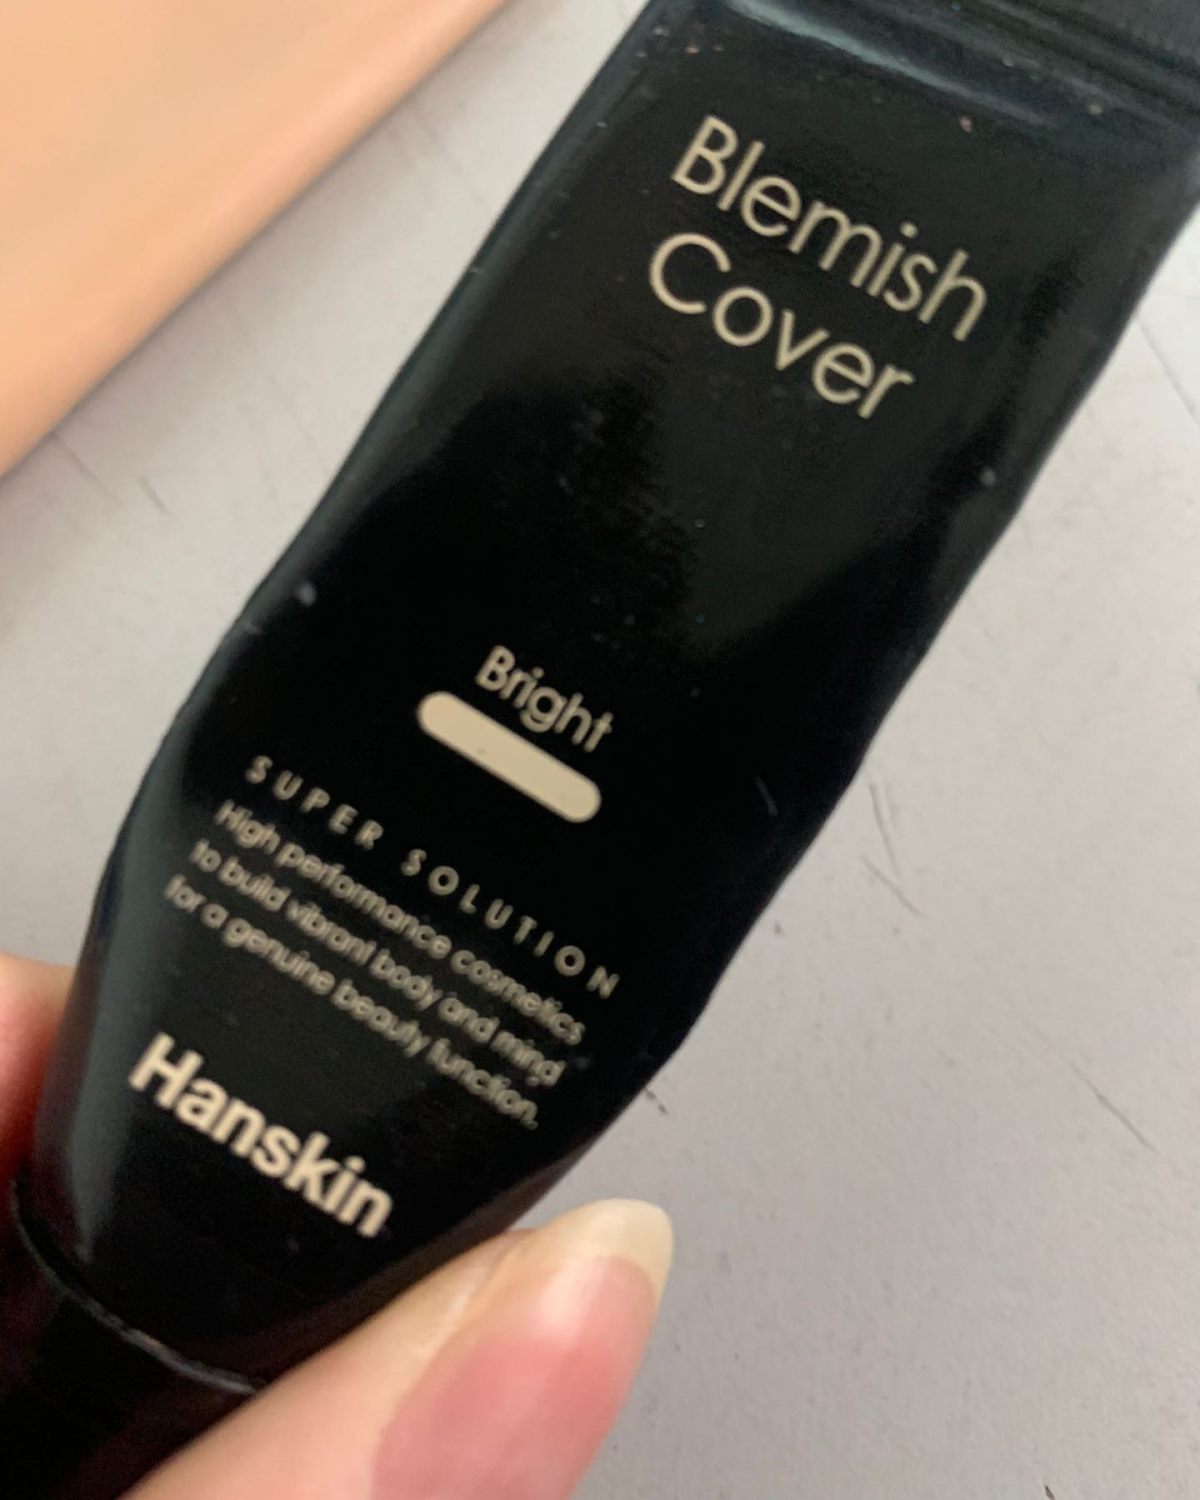 Blemish
Cover
Bright
SUPER SOLUTION
High performance cosmetics
to build vibrant body and mind
for a genuine beauty function.
Hanskin